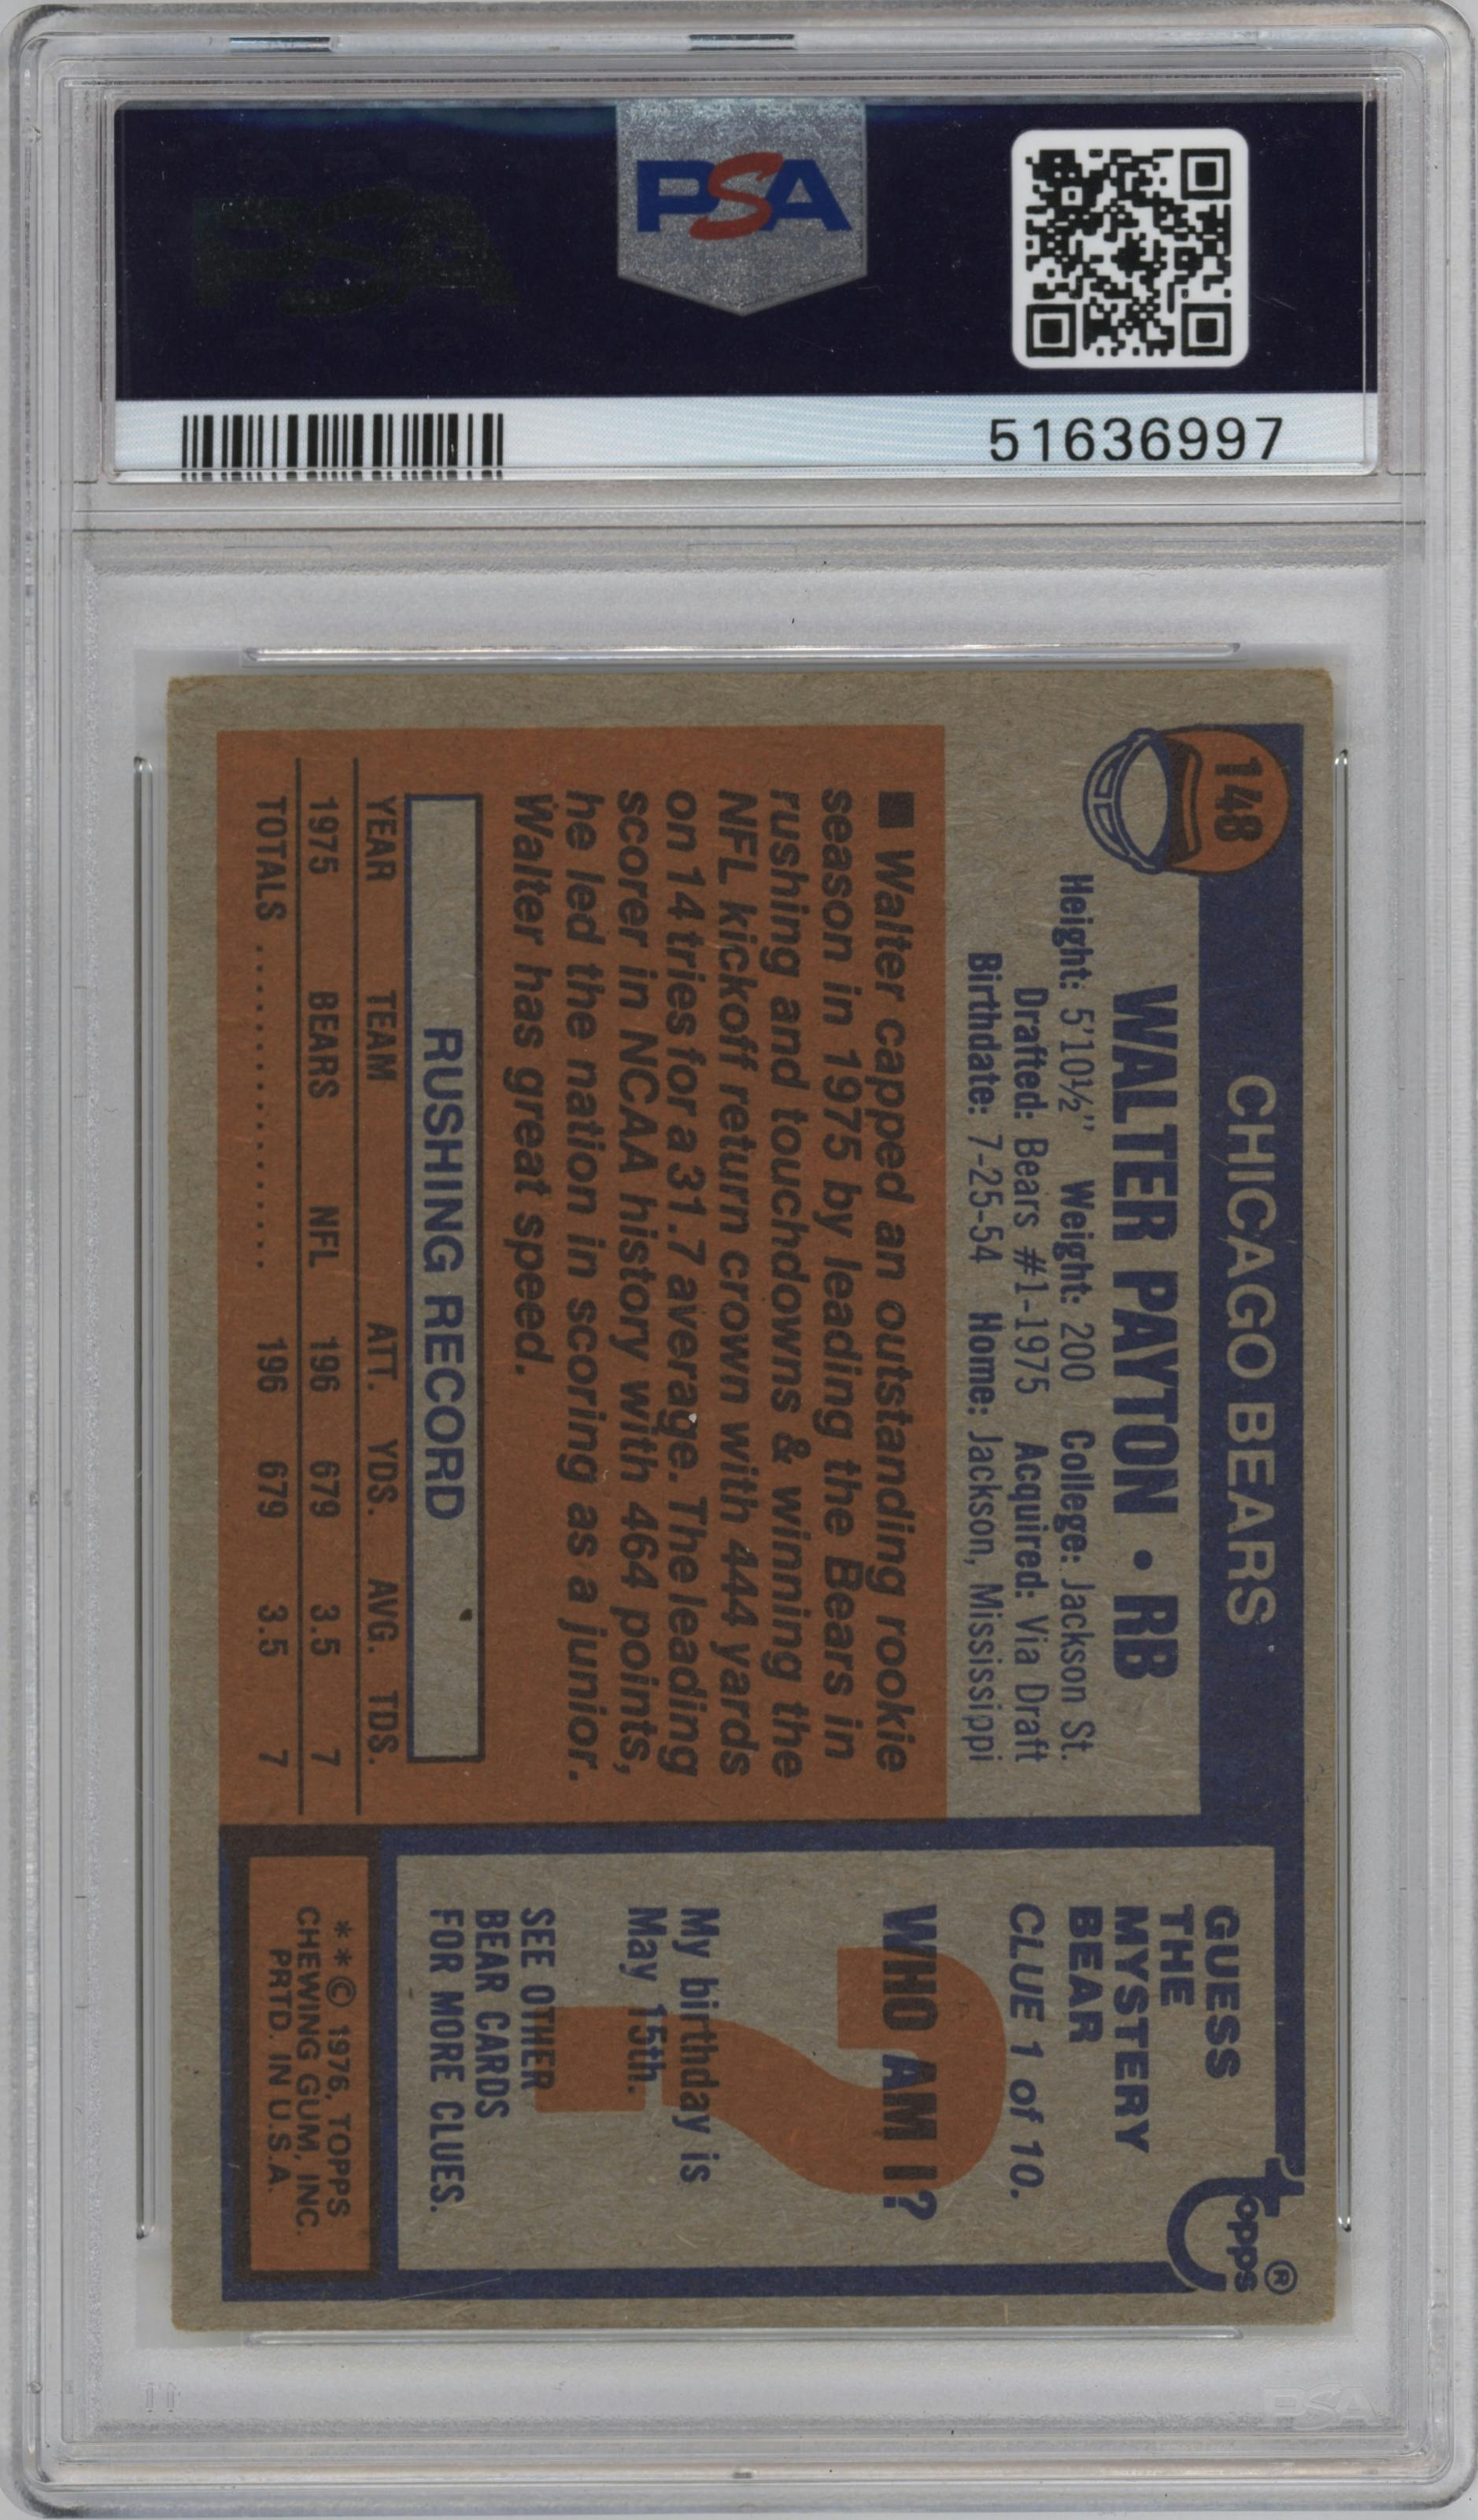 PSA
51636997
148
CHICAGO BEARS
WALTER PAYTON • RB
Height: 5'10½" Weight: 200 College: Jackson St.
Drafted: Bears #1-1975 Acquired: Via Draft
Birthdate: 7-25-54 Home: Jackson, Mississippi
■ Walter capped an outstanding rookie
season in 1975 by leading the Bears in
rushing and touchdowns & winning the
NFL kickoff return crown with 444 yards
on 14 tries for a 31.7 average. The leading
scorer in NCAA history with 464 points,
he led the nation in scoring as a junior.
Walter has great speed.
RUSHING RECORD
YEAR TEAM ATT. YDS. AVG. TDS.
1975 BEARS NFL 196 679 3.5 7
TOTALS .................. 196 679 3.5 7
topps®
GUESS
THE
MYSTERY
BEAR
CLUE 1 of 10.
WHO AM I?
?
My birthday is
May 15th.
SEE OTHER
BEAR CARDS
FOR MORE CLUES.
**© 1976, TOPPS
CHEWING GUM, INC.
PRTD. IN U.S.A.
PSA
PSA